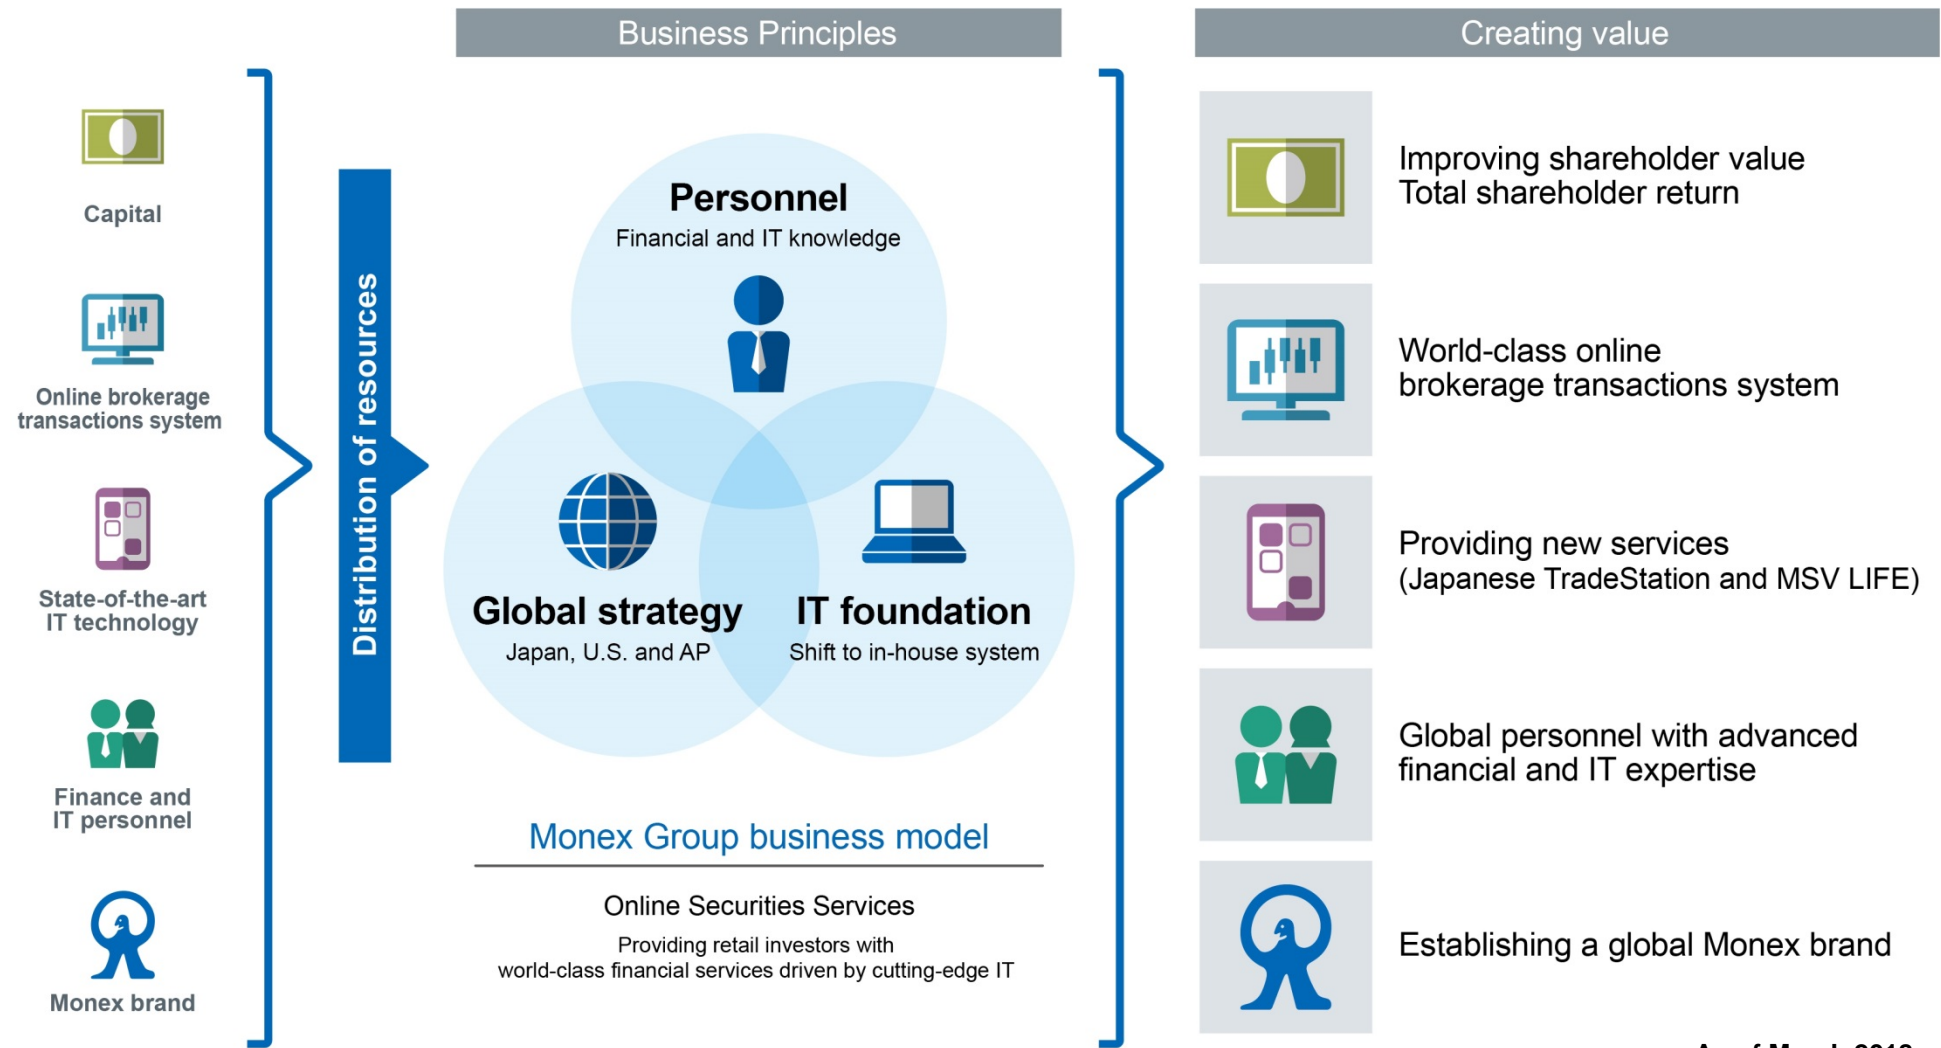 Business Principles
Creating value
Capital
Online brokerage
transactions system
State-of-the-art
IT technology
Finance and
IT personnel
Monex brand
Distribution of resources
Personnel
Financial and IT knowledge
Global strategy
Japan, U.S. and AP
IT foundation
Shift to in-house system
Monex Group business model
Online Securities Services
Providing retail investors with
world-class financial services driven by cutting-edge IT
Improving shareholder value
Total shareholder return
World-class online
brokerage transactions system
Providing new services
(Japanese TradeStation and MSV LIFE)
Global personnel with advanced
financial and IT expertise
Establishing a global Monex brand